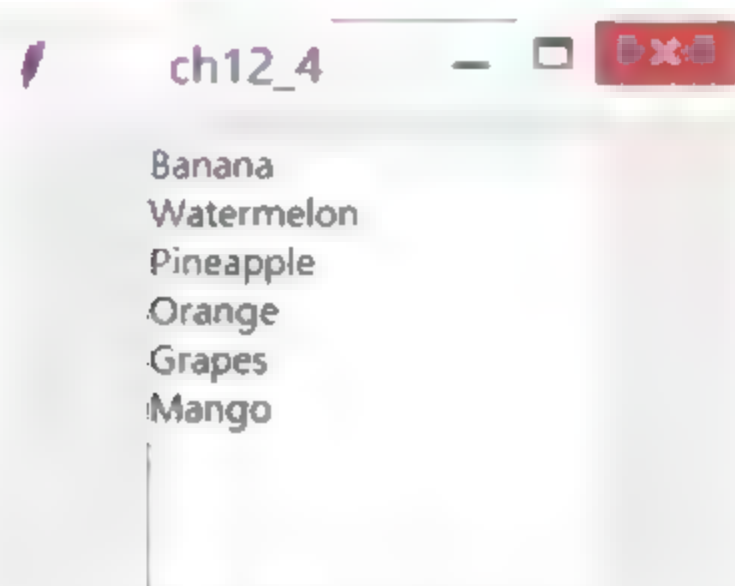 ch12_4
Banana
Watermelon
Pineapple
Orange
Grapes
Mango